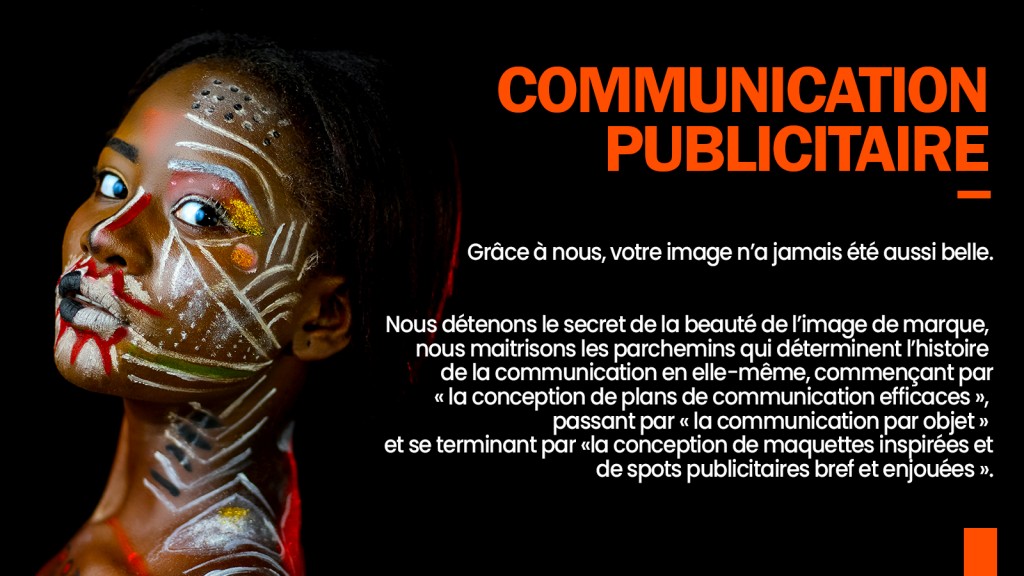 COMMUNICATION
PUBLICITAIRE
Grâce à nous, votre image n’a jamais été aussi belle.
Nous détenons le secret de la beauté de l’image de marque,
nous maitrisons les parchemins qui déterminent l’histoire
de la communication en elle-même, commençant par
« la conception de plans de communication efficaces »,
passant par « la communication par objet »
et se terminant par «la conception de maquettes inspirées et
de spots publicitaires bref et enjouées ».